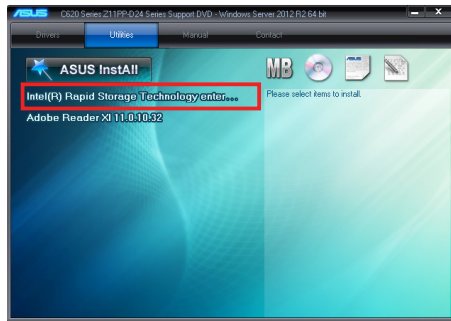 ASUS C620 Series Z11PP-D24 Series Support DVD - Windows Server 2012 R2 64 bit
Drivers Utilities Manual Contact
ASUS InstAll
MB
Intel(R) Rapid Storage Technology enter...
Please select items to install.
Adobe Reader XI 11.0.10.32